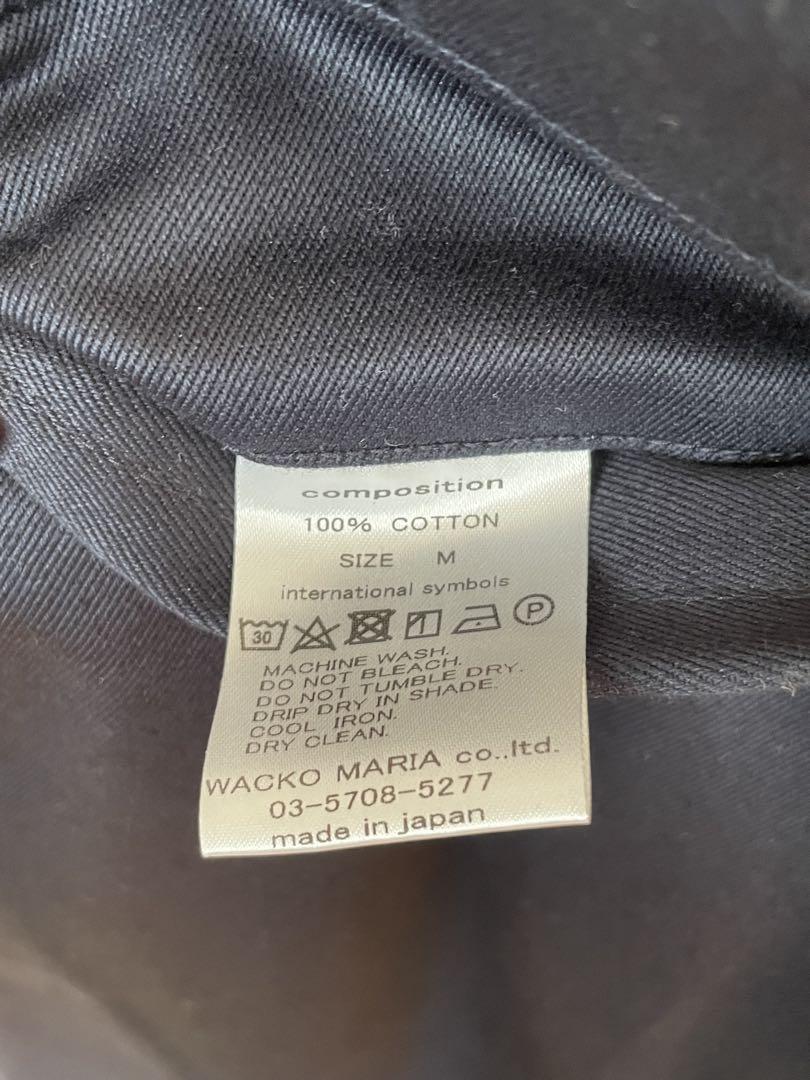 composition
100% COTTON
SIZE M
international symbols
30 P
MACHINE WASH.
DO NOT BLEACH.
DO NOT TUMBLE DRY.
DRIP DRY IN SHADE.
COOL IRON.
DRY CLEAN.
WACKO MARIA co.,ltd.
03-5708-5277
made in japan